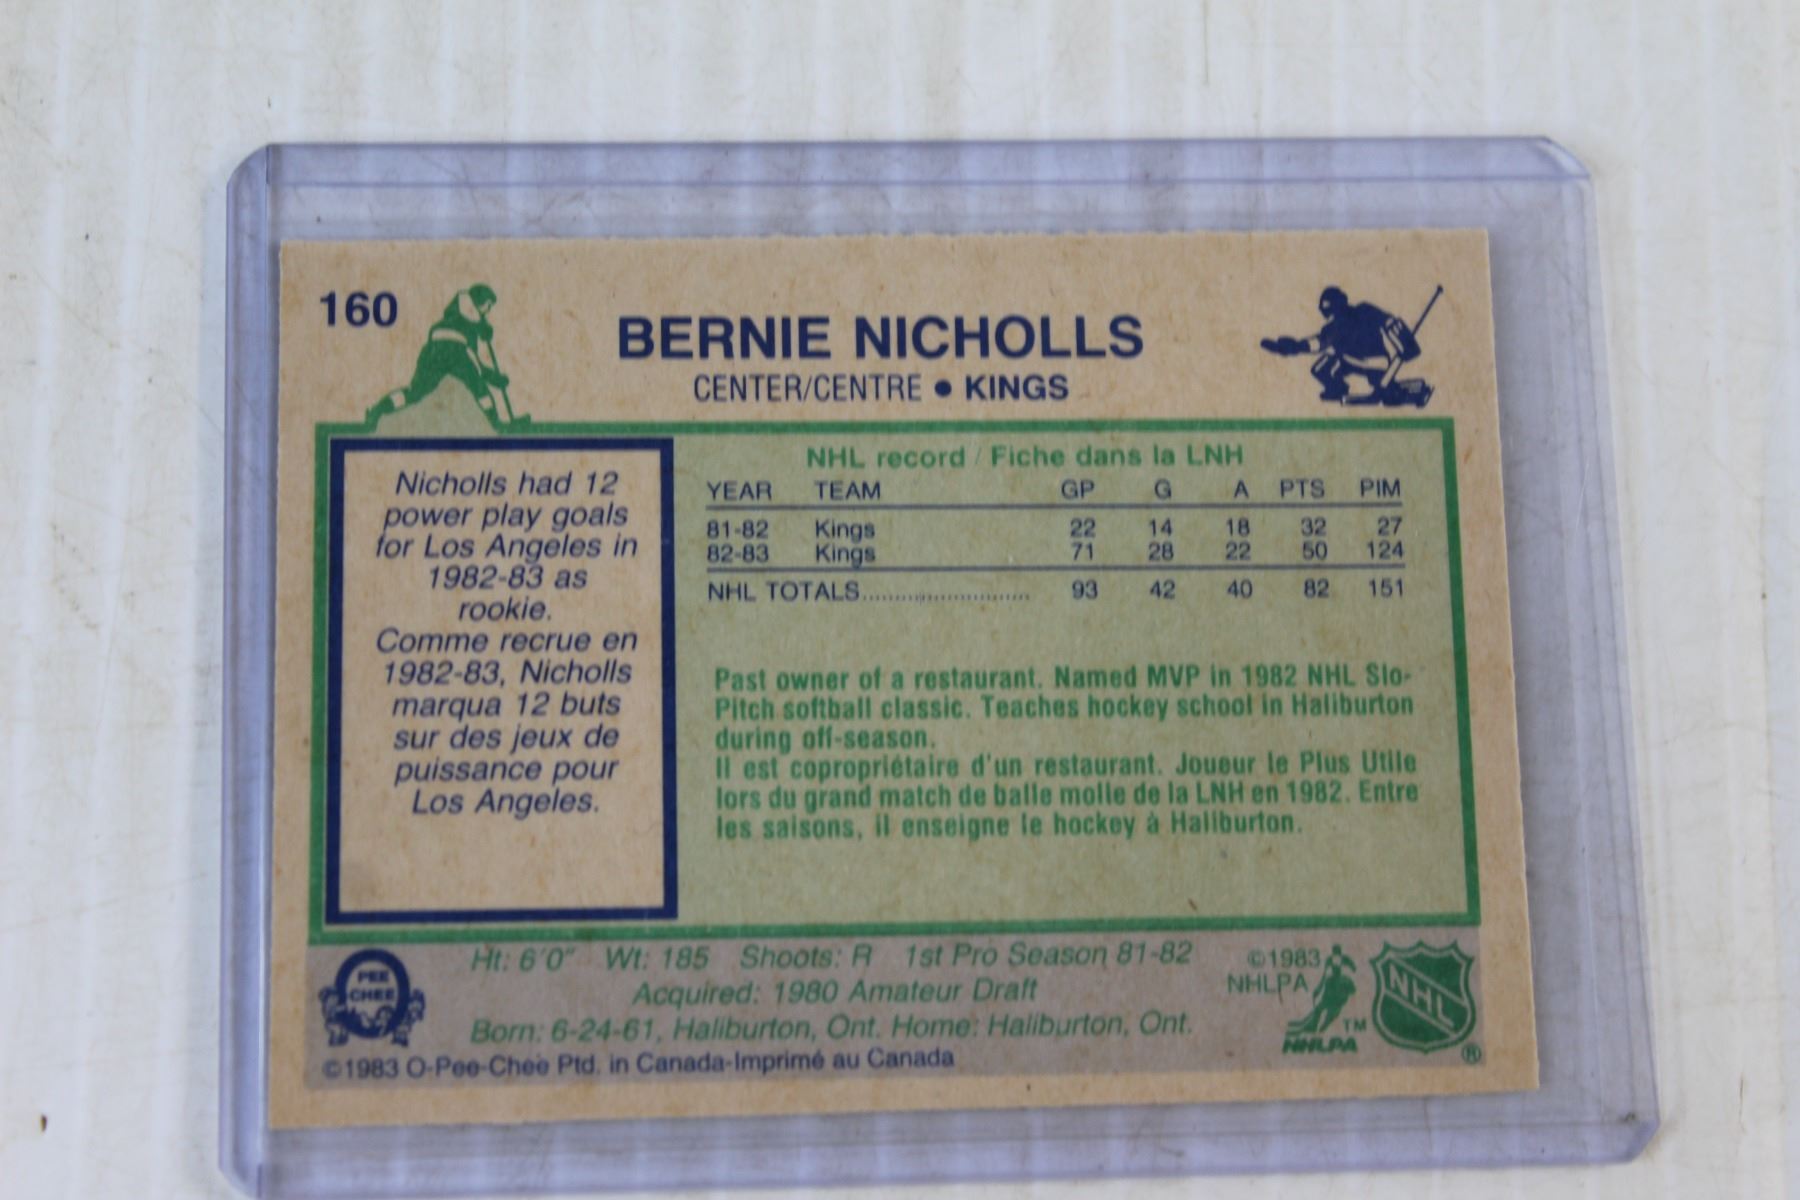 160
BERNIE NICHOLLS
CENTER/CENTRE • KINGS
Nicholls had 12
power play goals
for Los Angeles in
1982-83 as
rookie.
Comme recrue en
1982-83, Nicholls
marqua 12 buts
sur des jeux de
puissance pour
Los Angeles.
NHL record / Fiche dans la LNH
YEAR TEAM GP G A PTS PIM
81-82 Kings 22 14 18 32 27
82-83 Kings 71 28 22 50 124
NHL TOTALS........................ 93 42 40 82 151
Past owner of a restaurant. Named MVP in 1982 NHL Slo-
Pitch softball classic. Teaches hockey school in Haliburton
during off-season.
Il est copropriétaire d'un restaurant. Joueur le Plus Utile
lors du grand match de balle molle de la LNH en 1982. Entre
les saisons, il enseigne le hockey à Haliburton.
PEE
CHEE
Ht: 6'0" Wt: 185 Shoots: R 1st Pro Season 81-82
Acquired: 1980 Amateur Draft
Born: 6-24-61, Haliburton, Ont. Home: Haliburton, Ont.
©1983 O-Pee-Chee Ptd. in Canada-Imprimé au Canada
©1983
NHLPA
TM
NHLPA
NHL
®